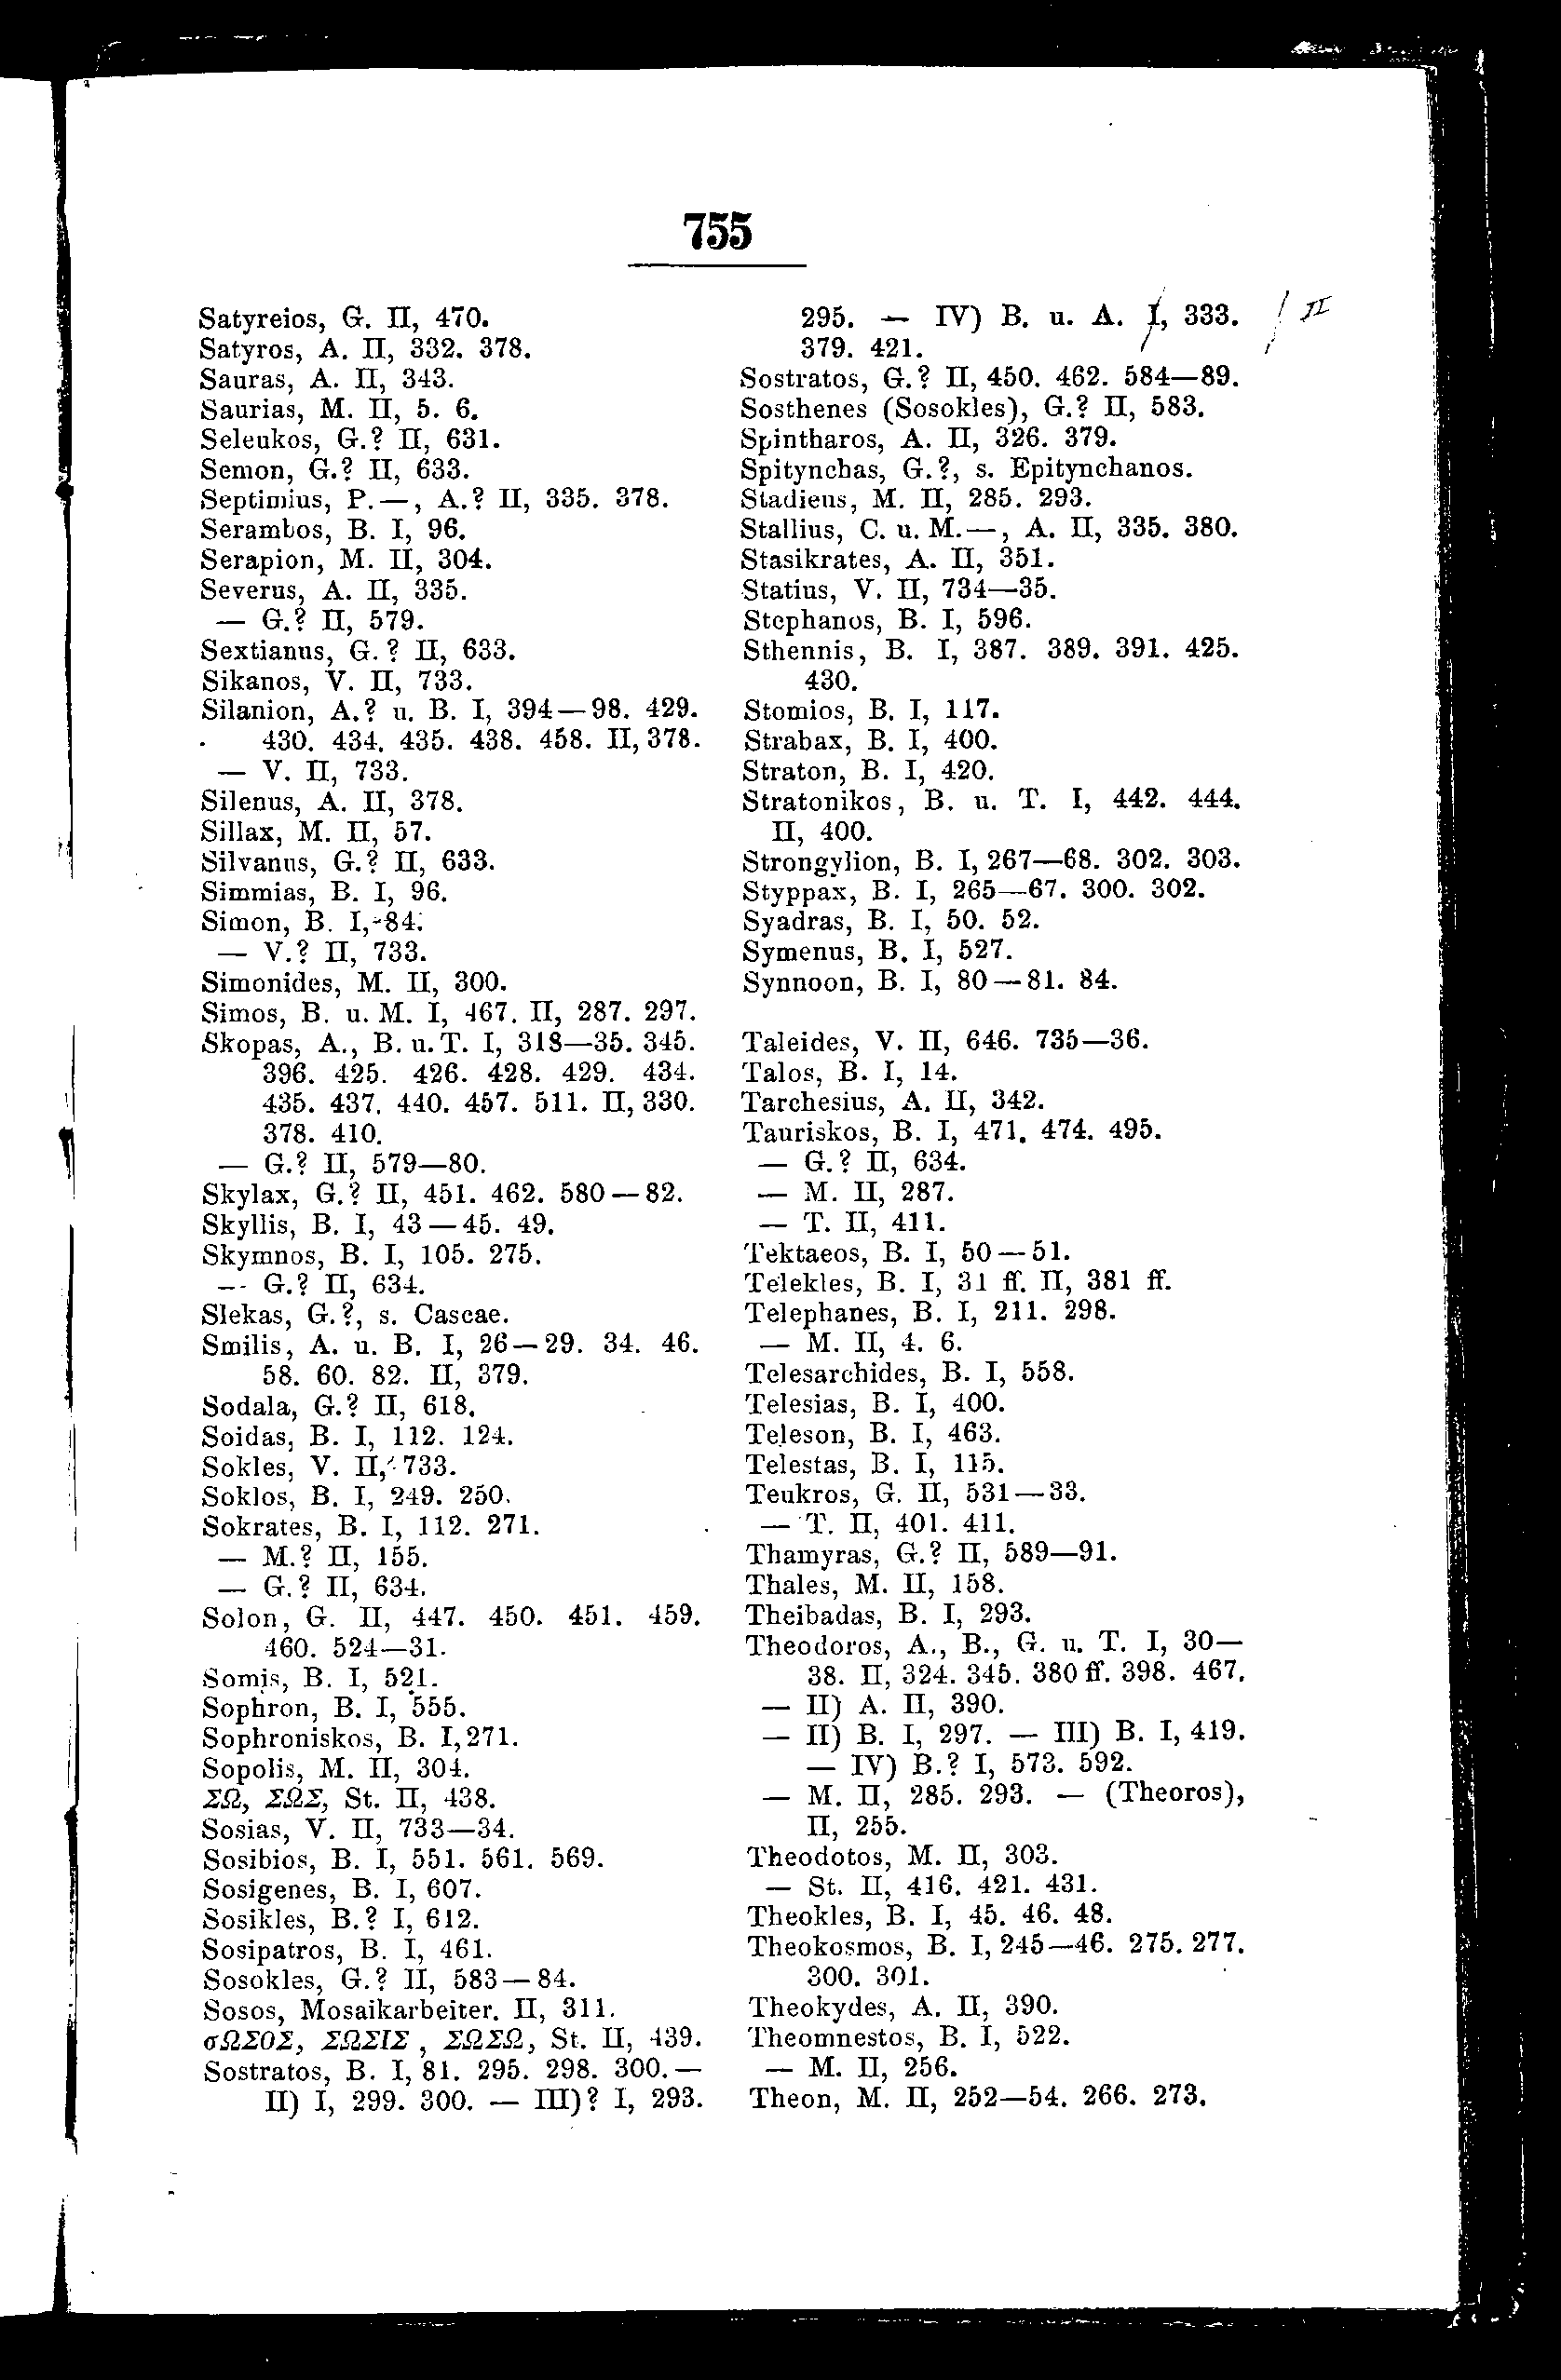 755
Satyreios, G. II, 470.
Satyros, A. II, 332. 378.
Sauras, A. II, 343.
Saurias, M. II, 5. 6.
Seleukos, G.? II, 631.
Semon, G.? II, 633.
Septimius, P.—, A.? II, 335. 378.
Serambos, B. I, 96.
Serapion, M. II, 304.
Severus, A. II, 335.
— G.? II, 579.
Sextianus, G.? II, 633.
Sikanos, V. II, 733.
Silanion, A.? u. B. I, 394—98. 429.
430. 434. 435. 438. 458. II, 378.
— V. II, 733.
Silenus, A. II, 378.
Sillax, M. II, 57.
Silvanus, G.? II, 633.
Simmias, B. I, 96.
Simon, B. I, 84.
— V.? II, 733.
Simonides, M. II, 300.
Simos, B. u. M. I, 467. II, 287. 297.
Skopas, A., B. u. T. I, 318—35. 345.
396. 425. 426. 428. 429. 434.
435. 437. 440. 457. 511. II, 330.
378. 410.
— G.? II, 579—80.
Skylax, G.? II, 451. 462. 580—82.
Skyllis, B. I, 43—45. 49.
Skymnos, B. I, 105. 275.
— G.? II, 634.
Slekas, G.?, s. Cascae.
Smilis, A. u. B. I, 26—29. 34. 46.
58. 60. 82. II, 379.
Sodala, G.? II, 618.
Soidas, B. I, 112. 124.
Sokles, V. II, 733.
Soklos, B. I, 249. 250.
Sokrates, B. I, 112. 271.
— M.? II, 155.
— G.? II, 634.
Solon, G. II, 447. 450. 451. 459.
460. 524—31.
Somis, B. I, 521.
Sophron, B. I, 555.
Sophroniskos, B. I, 271.
Sopolis, M. II, 304.
ΣΩ, ΣΩΣ, St. II, 438.
Sosias, V. II, 733—34.
Sosibios, B. I, 551. 561. 569.
Sosigenes, B. I, 607.
Sosikles, B.? I, 612.
Sosipatros, B. I, 461.
Sosokles, G.? II, 583—84.
Sosos, Mosaikarbeiter. II, 311.
σΩΣΟΣ, ΣΩΣΙΣ, ΣΩΣΩ, St. II, 439.
Sostratos, B. I, 81. 295. 298. 300.—
II) I, 299. 300. — III)? I, 293.
295. — IV) B. u. A. I, 333. II
379. 421.
Sostratos, G.? II, 450. 462. 584—89.
Sosthenes (Sosokles), G.? II, 583.
Spintharos, A. II, 326. 379.
Spitynchas, G.?, s. Epitynchanos.
Stadieus, M. II, 285. 293.
Stallius, C. u. M.—, A. II, 335. 380.
Stasikrates, A. II, 351.
Statius, V. II, 734—35.
Stephanos, B. I, 596.
Sthennis, B. I, 387. 389. 391. 425.
430.
Stomios, B. I, 117.
Strabax, B. I, 400.
Straton, B. I, 420.
Stratonikos, B. u. T. I, 442. 444.
II, 400.
Strongylion, B. I, 267—68. 302. 303.
Styppax, B. I, 265—67. 300. 302.
Syadras, B. I, 50. 52.
Symenus, B. I, 527.
Synnoon, B. I, 80—81. 84.
Taleides, V. II, 646. 735—36.
Talos, B. I, 14.
Tarchesius, A. II, 342.
Tauriskos, B. I, 471. 474. 495.
— G.? II, 634.
— M. II, 287.
— T. II, 411.
Tektaeos, B. I, 50—51.
Telekles, B. I, 31 ff. II, 381 ff.
Telephanes, B. I, 211. 298.
— M. II, 4. 6.
Telesarchides, B. I, 558.
Telesias, B. I, 400.
Teleson, B. I, 463.
Telestas, B. I, 115.
Teukros, G. II, 531—33.
— T. II, 401. 411.
Thamyras, G.? II, 589—91.
Thales, M. II, 158.
Theibadas, B. I, 293.
Theodoros, A., B., G. u. T. I, 30—
38. II, 324. 345. 380 ff. 398. 467.
— II) A. II, 390.
— II) B. I, 297. — III) B. I, 419.
— IV) B.? I, 573. 592.
— M. II, 285. 293. — (Theoros),
II, 255.
Theodotos, M. II, 303.
— St. II, 416. 421. 431.
Theokles, B. I, 45. 46. 48.
Theokosmos, B. I, 245—46. 275. 277.
300. 301.
Theokydes, A. II, 390.
Theomnestos, B. I, 522.
— M. II, 256.
Theon, M. II, 252—54. 266. 273.